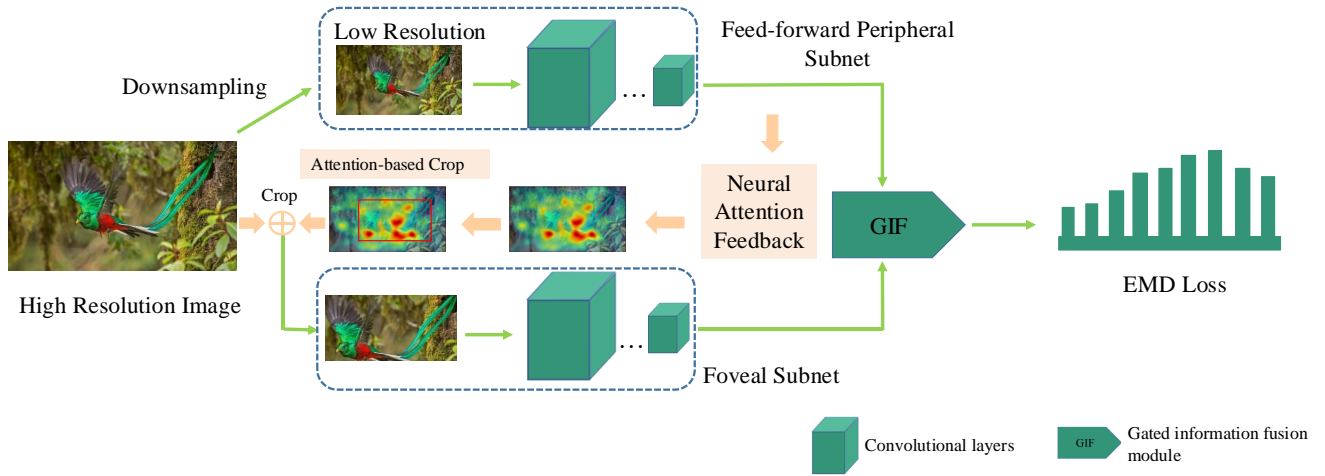 Low Resolution
Feed-forward Peripheral
Subnet
Downsampling
…
Attention-based Crop
Crop
Neural
Attention
Feedback
GIF
High Resolution Image
EMD Loss
…
Foveal Subnet
Convolutional layers
GIF
Gated information fusion
module